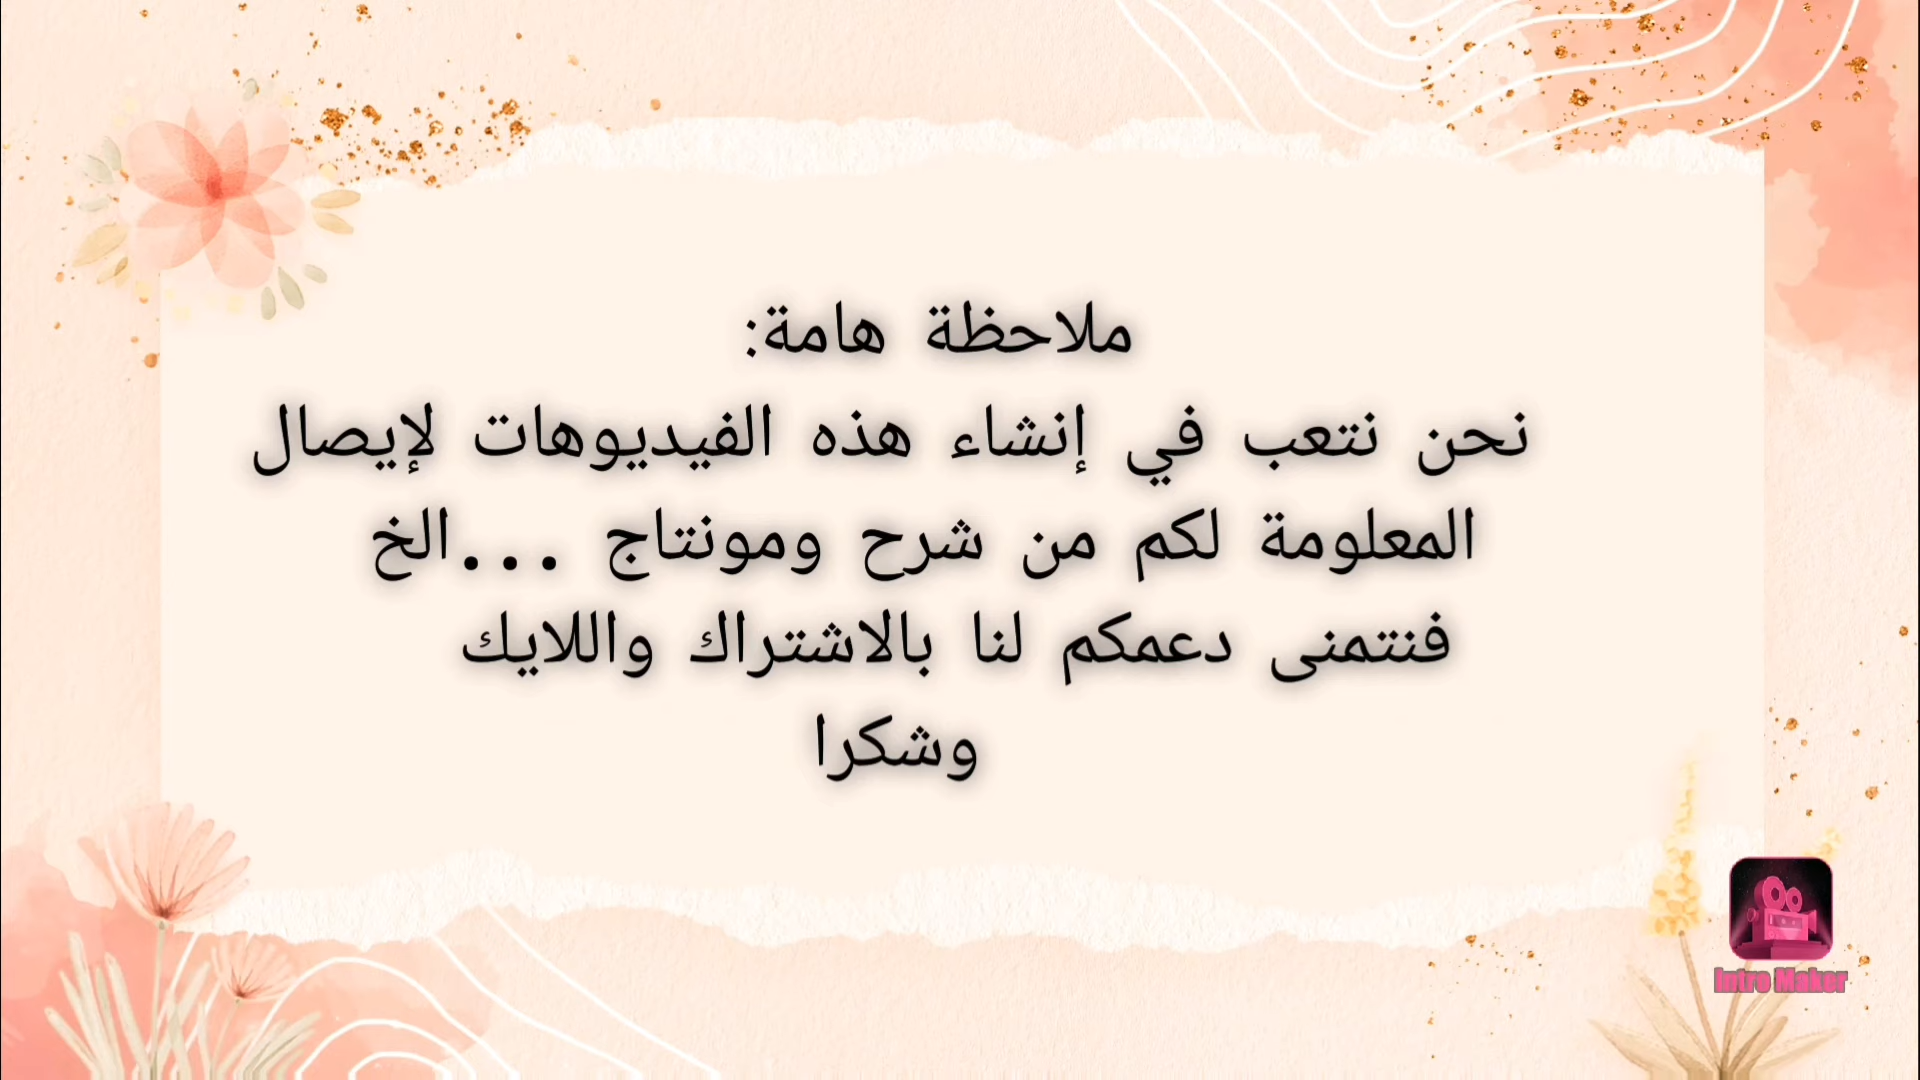 ملاحظة هامة:
نحن نتعب في إنشاء هذه الفيديوهات لإيصال
المعلومة لكم من شرح ومونتاج ...الخ
فنتمنى دعمكم لنا بالاشتراك واللايك
وشكرا
Intro Maker